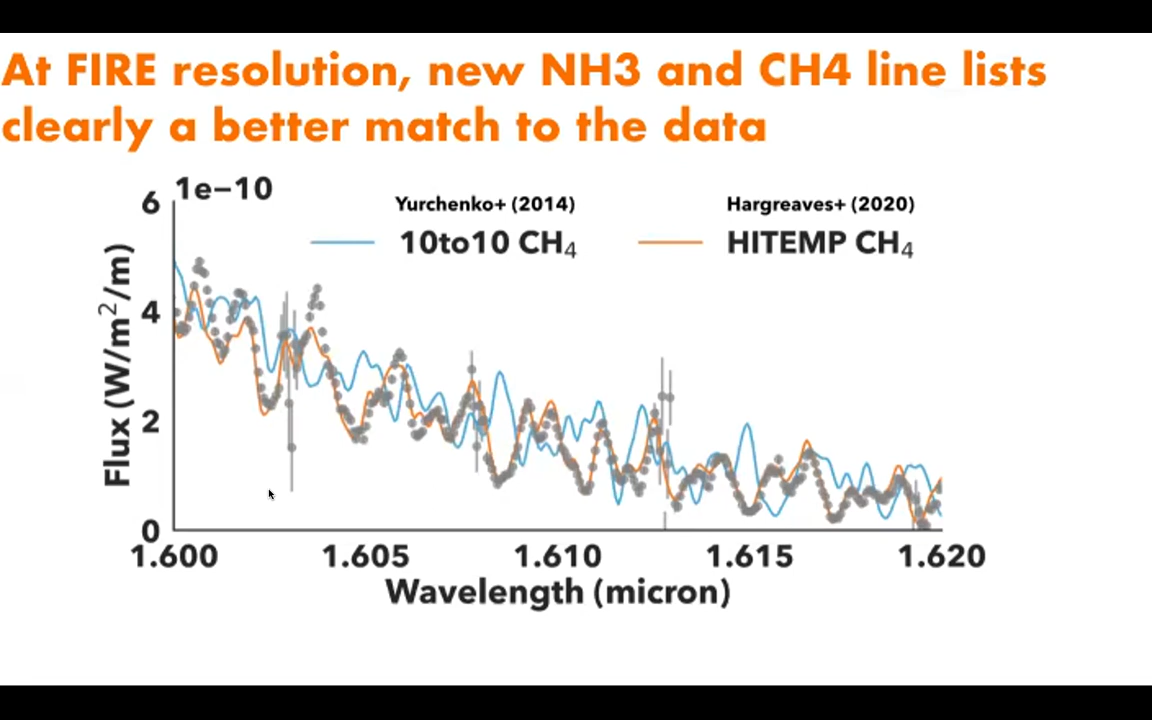 At FIRE resolution, new NH3 and CH4 line lists
clearly a better match to the data
6 1e−10
Yurchenko+ (2014) Hargreaves+ (2020)
10to10 CH₄ HITEMP CH₄
4
2
0
Flux (W/m²/m)
1.600 1.605 1.610 1.615 1.620
Wavelength (micron)